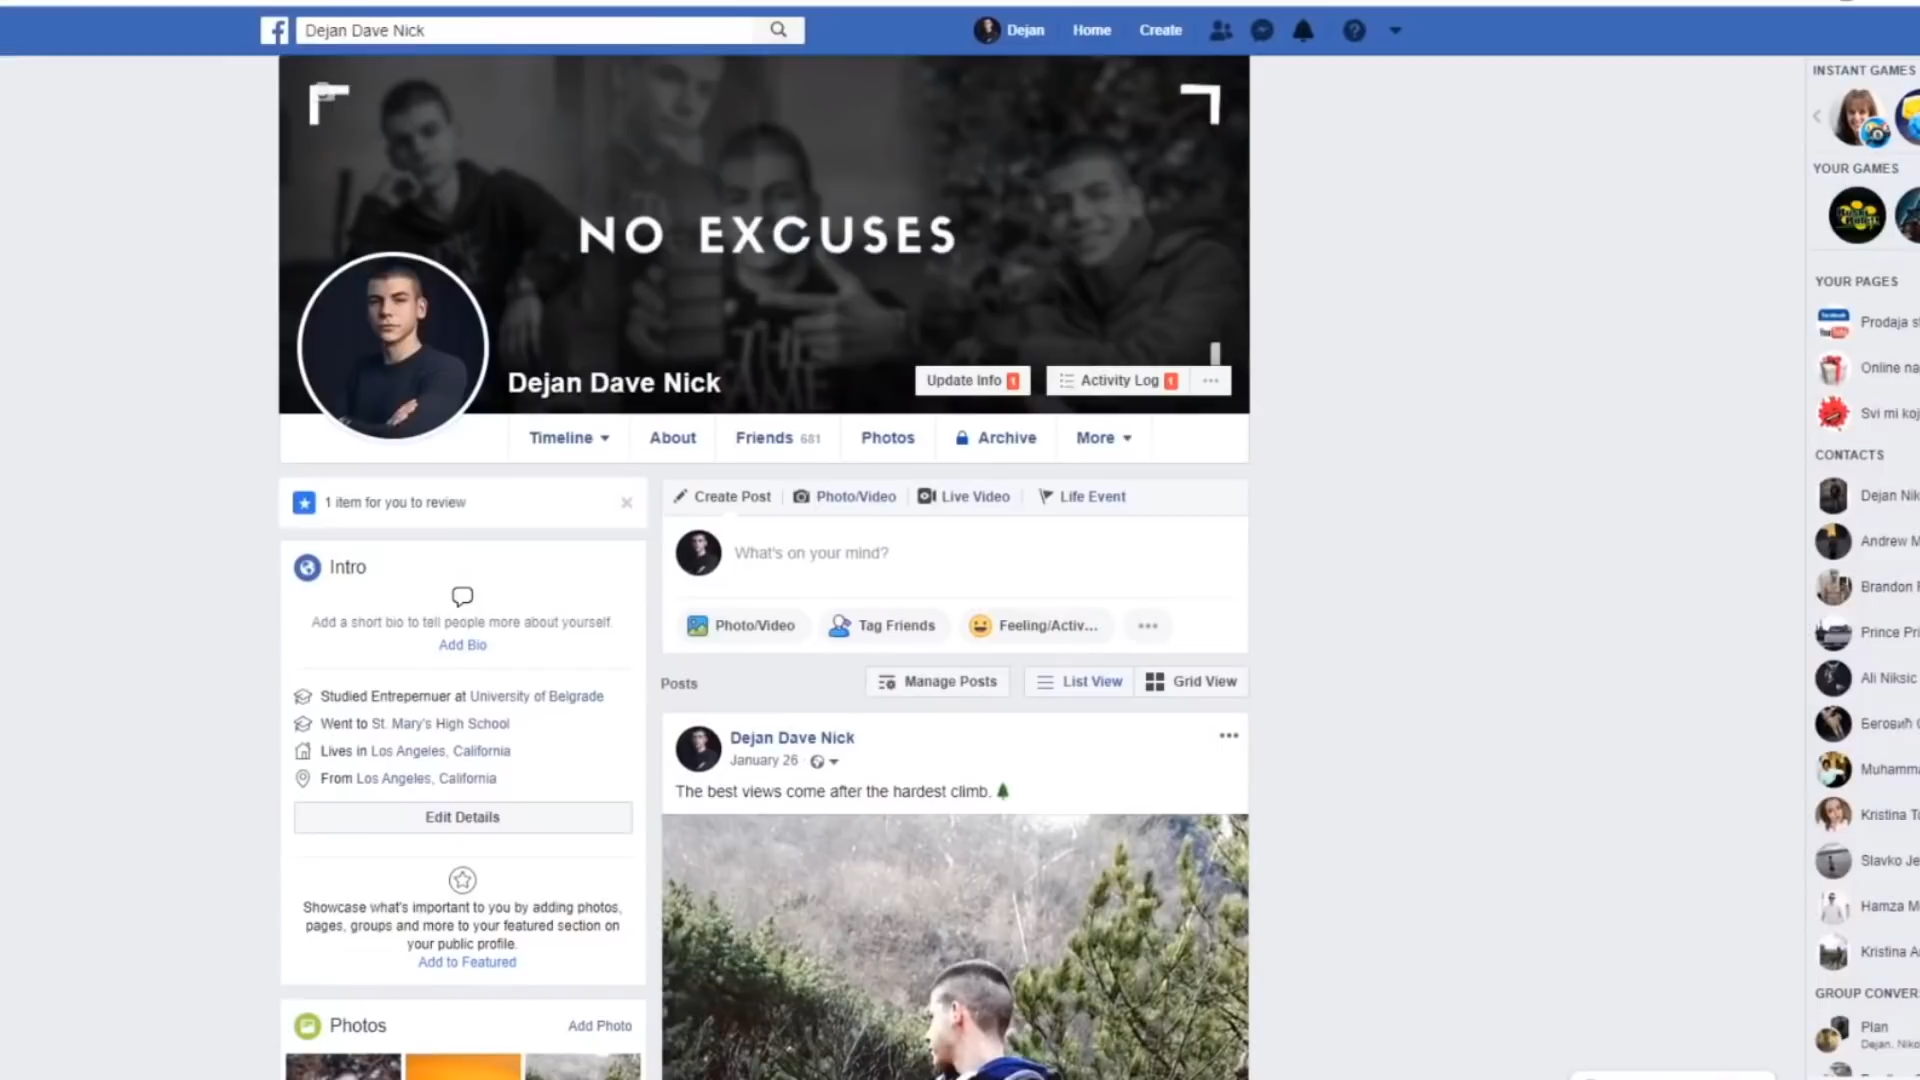 Dejan Dave Nick
Dejan
Home
Create
INSTANT GAMES
NO EXCUSES
YOUR GAMES
YOUR PAGES
Dejan Dave Nick
Update Info 1
Activity Log 1
Timeline
About
Friends 681
Photos
Archive
More
1 item for you to review
Create Post
Photo/Video
Live Video
Life Event
What's on your mind?
Photo/Video
Tag Friends
Feeling/Activ...
Intro
Add a short bio to tell people more about yourself.
Add Bio
Studied Entrepernuer at University of Belgrade
Went to St. Mary's High School
Lives in Los Angeles, California
From Los Angeles, California
Edit Details
Showcase what's important to you by adding photos,
pages, groups and more to your featured section on
your public profile.
Add to Featured
Photos
Add Photo
Posts
Manage Posts
List View
Grid View
Dejan Dave Nick
January 26
The best views come after the hardest climb.
THE
Prodaja
Online na
Svi mi koj
CONTACTS
Dejan Nik
Andrew M
Brandon
Prince Pri
Ali Niksic
Беговић
Muhamma
Kristina T
Slavko Je
Hamza M
Kristina A
GROUP CONVER
Plan
Dejan, Niko